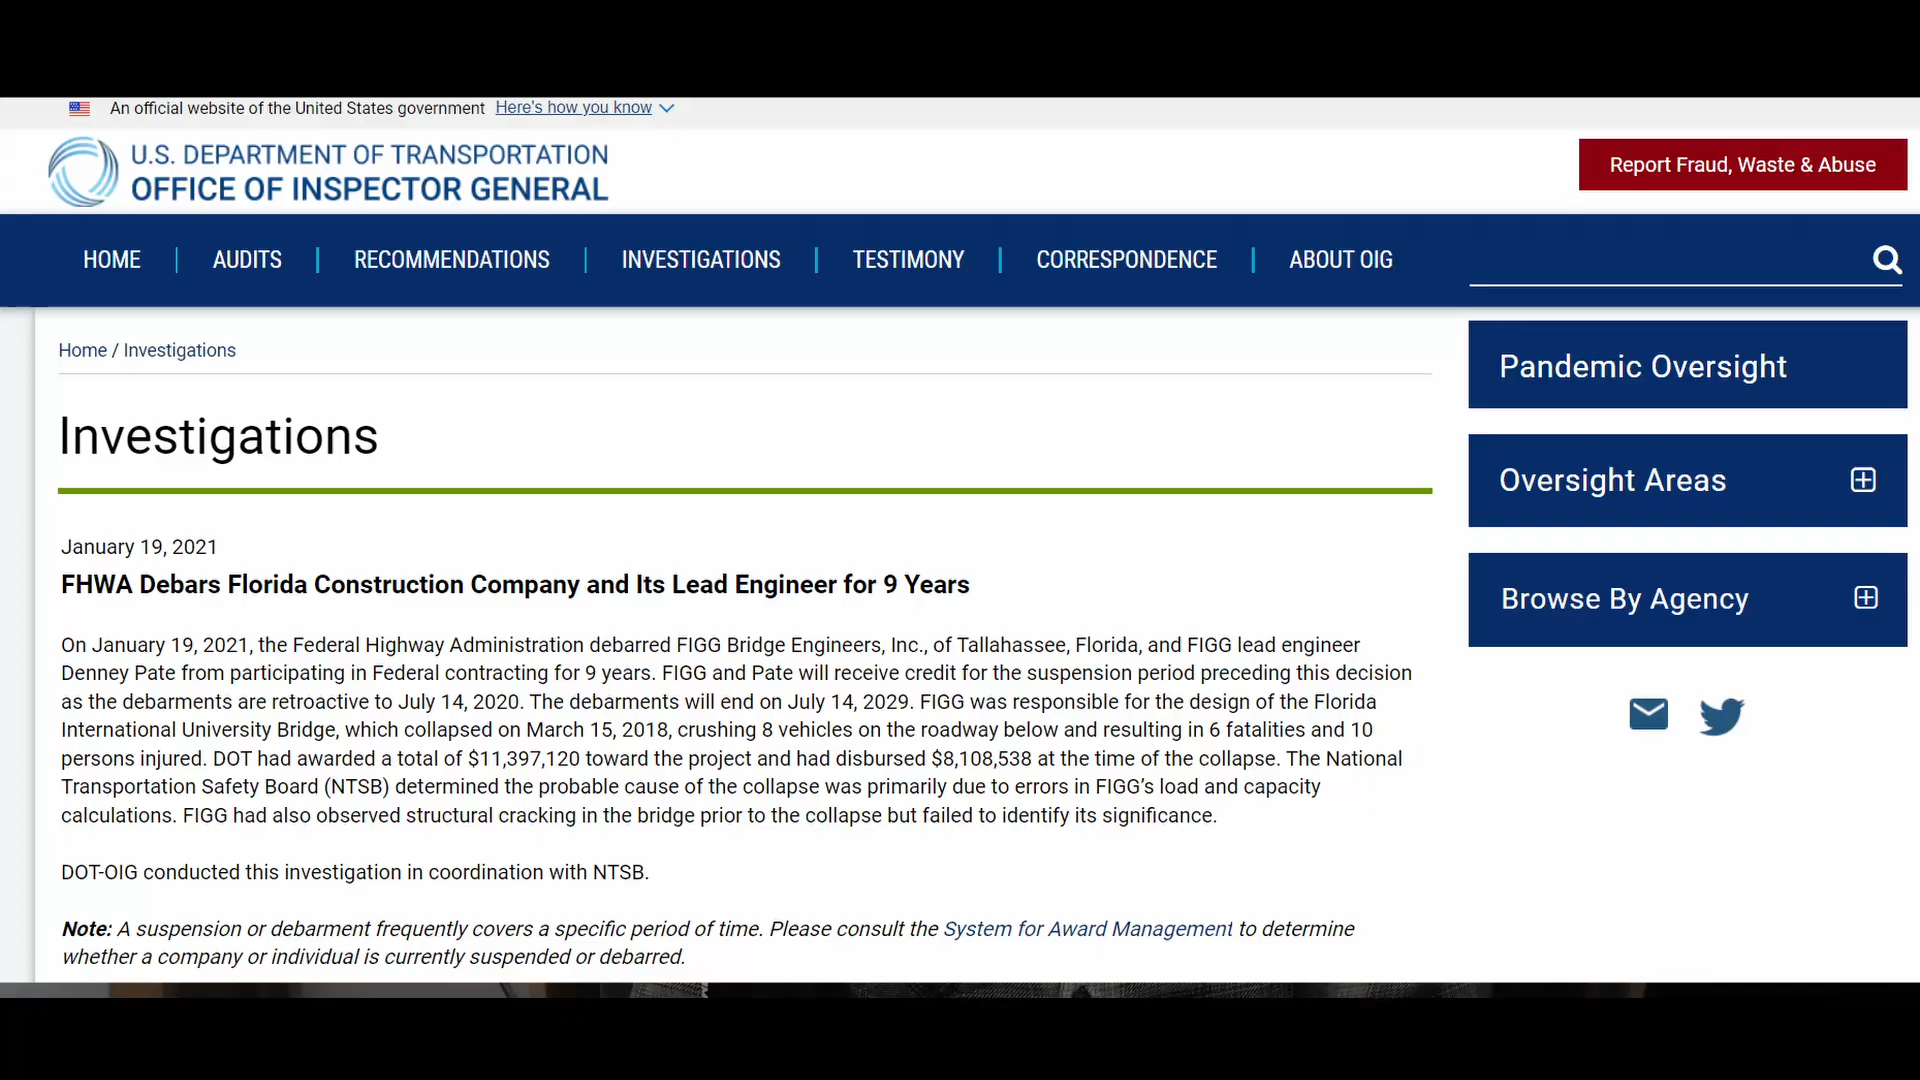 An official website of the United States government Here's how you know
U.S. DEPARTMENT OF TRANSPORTATION
OFFICE OF INSPECTOR GENERAL
Report Fraud, Waste & Abuse
HOME AUDITS RECOMMENDATIONS INVESTIGATIONS TESTIMONY CORRESPONDENCE ABOUT OIG
Home / Investigations
Investigations
January 19, 2021
FHWA Debars Florida Construction Company and Its Lead Engineer for 9 Years
On January 19, 2021, the Federal Highway Administration debarred FIGG Bridge Engineers, Inc., of Tallahassee, Florida, and FIGG lead engineer
Denney Pate from participating in Federal contracting for 9 years. FIGG and Pate will receive credit for the suspension period preceding this decision
as the debarments are retroactive to July 14, 2020. The debarments will end on July 14, 2029. FIGG was responsible for the design of the Florida
International University Bridge, which collapsed on March 15, 2018, crushing 8 vehicles on the roadway below and resulting in 6 fatalities and 10
persons injured. DOT had awarded a total of $11,397,120 toward the project and had disbursed $8,108,538 at the time of the collapse. The National
Transportation Safety Board (NTSB) determined the probable cause of the collapse was primarily due to errors in FIGG's load and capacity
calculations. FIGG had also observed structural cracking in the bridge prior to the collapse but failed to identify its significance.
DOT-OIG conducted this investigation in coordination with NTSB.
Note: A suspension or debarment frequently covers a specific period of time. Please consult the System for Award Management to determine
whether a company or individual is currently suspended or debarred.
Pandemic Oversight
Oversight Areas
Browse By Agency